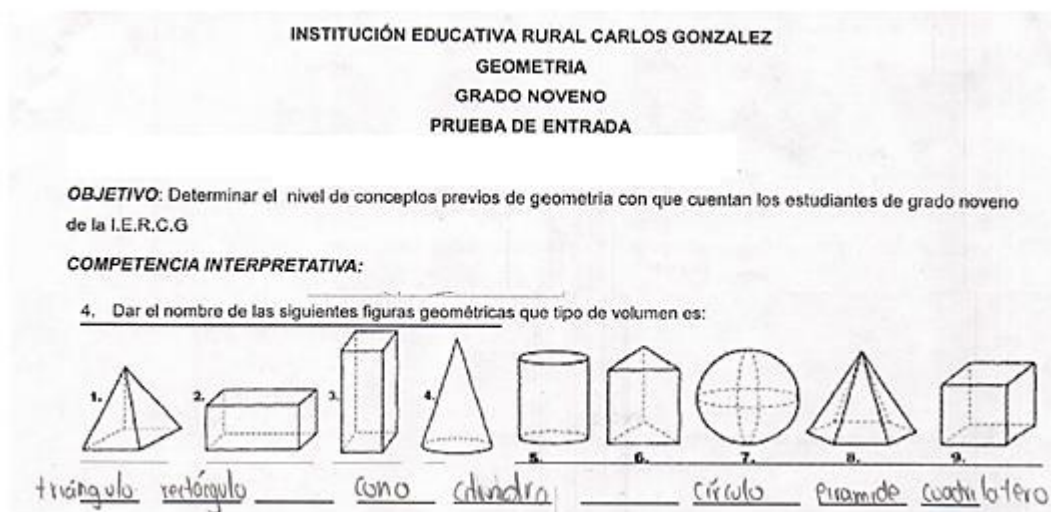 INSTITUCIÓN EDUCATIVA RURAL CARLOS GONZALEZ
GEOMETRIA
GRADO NOVENO
PRUEBA DE ENTRADA
OBJETIVO: Determinar el nivel de conceptos previos de geometria con que cuentan los estudiantes de grado noveno
de la I.E.R.C.G
COMPETENCIA INTERPRETATIVA:
4. Dar el nombre de las siguientes figuras geométricas que tipo de volumen es:
1. 2. 3. 4.
5. 6. 7. 8. 9.
triángulo rectángulo cono cilindro círculo piramide cuadrilatero